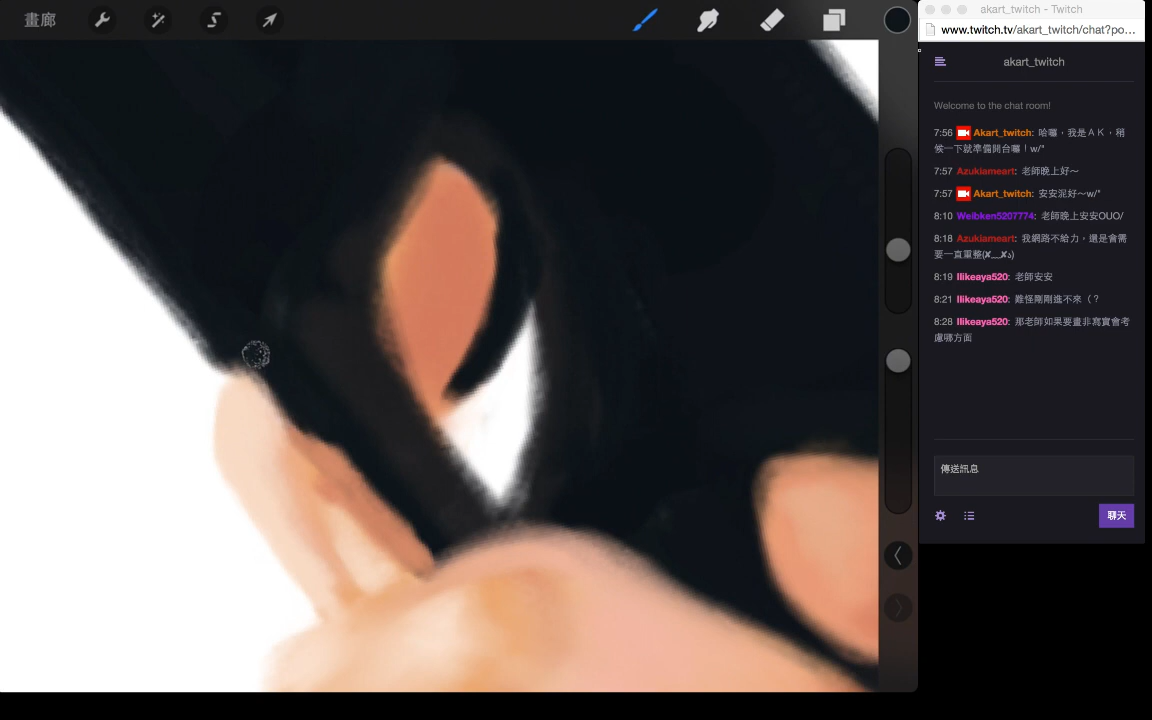 畫廊
akart_twitch - Twitch
www.twitch.tv/akart_twitch/chat?po...
akart_twitch
Welcome to the chat room!
7:56 Akart_twitch: 哈囉，我是ＡＫ，稍
候一下就準備開台囉！w/"
7:57 Azukiameart: 老師晚上好～
7:57 Akart_twitch: 安安泥好～w/"
8:10 Weibkan5207774: 老師晚上安安OUO/
8:18 Azukiameart: 我網路不給力，還是會需
要一直重整(✘﹏✘ა)
8:19 Ilikeaya520: 老師安安
8:21 Ilikeaya520: 難怪剛剛進不來（？
8:28 Ilikeaya520: 那老師如果要畫非寫實會考
慮哪方面
傳送訊息
聊天